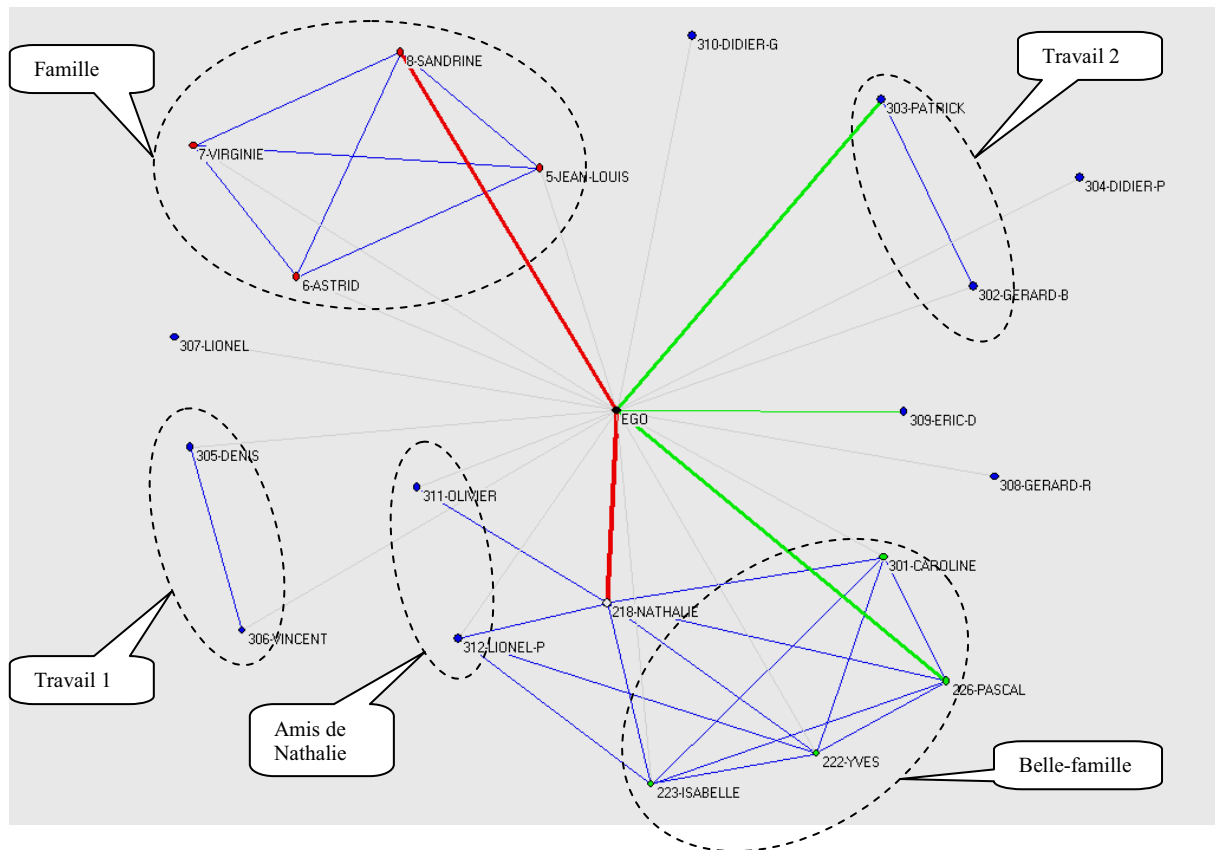 310-DIDIER-G
Travail 2
Famille
8-SANDRINE
303-PATRICK
7-VIRGINIE
5-JEAN-LOUIS
304-DIDIER-P
6-ASTRID
302-GERARD-B
307-LIONEL
EGO
309-ERIC-D
305-DENIS
308-GERARD-R
311-OLIVIER
301-CAROLINE
218-NATHALIE
306-VINCENT
312-LIONEL-P
Travail 1
226-PASCAL
Amis de
Nathalie
222-YVES
Belle-famille
223-ISABELLE